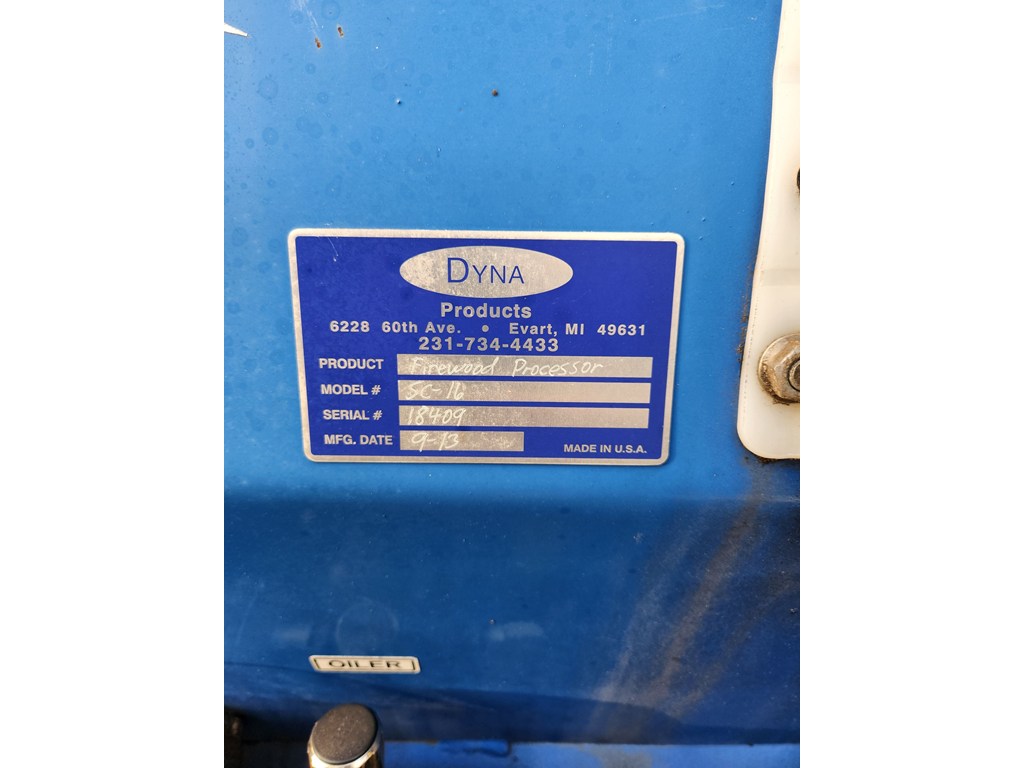 DYNA
Products
6228 60th Ave. • Evart, MI 49631
231-734-4433
PRODUCT Firewood Processor
MODEL # SC-16
SERIAL # 18409
MFG. DATE 9-13
MADE IN U.S.A.
OILER